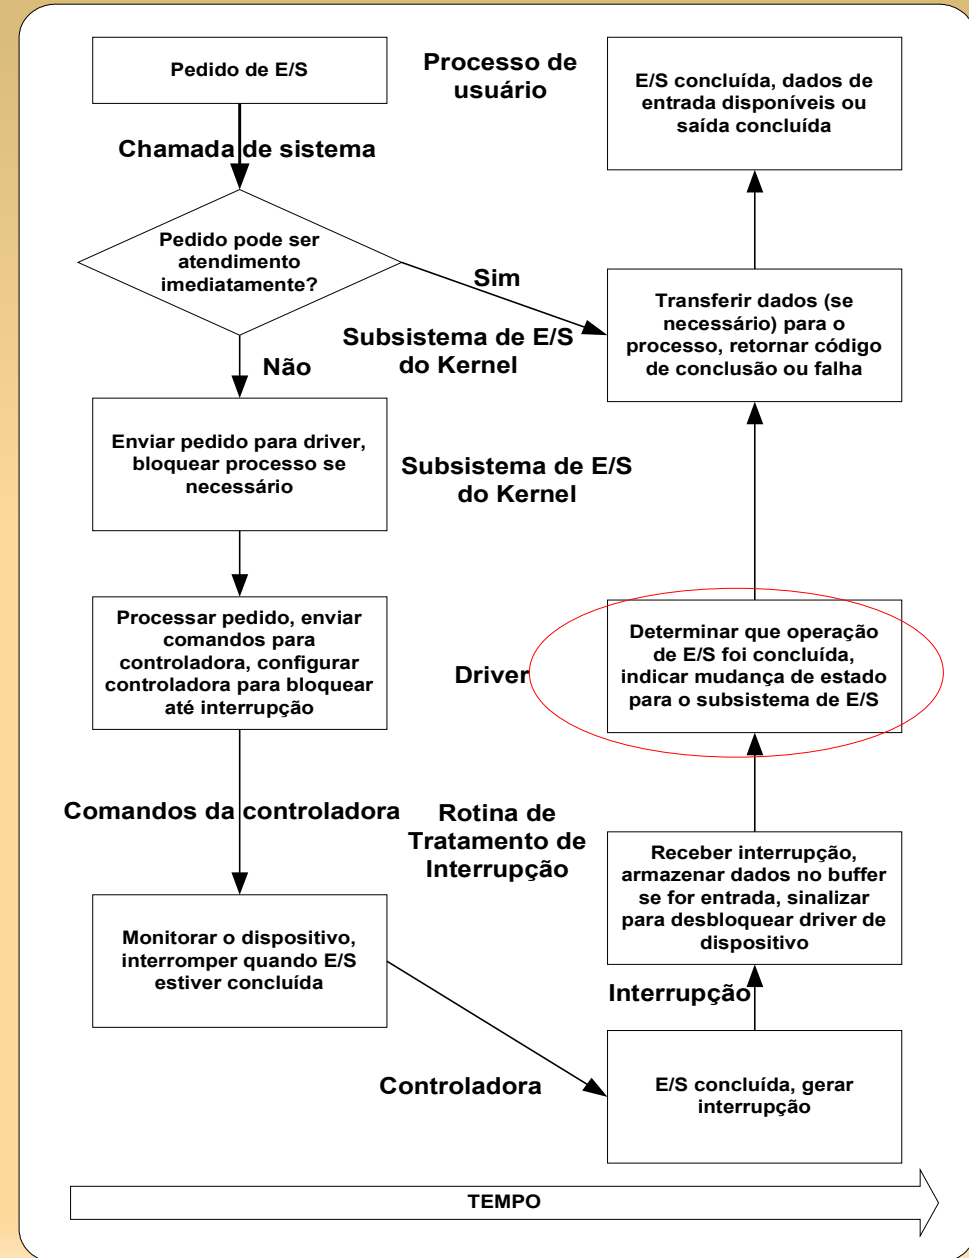 Pedido de E/S
Processo de
usuário
E/S concluída, dados de
entrada disponíveis ou
saída concluída
Chamada de sistema
Pedido pode ser
atendimento
imediatamente?
Sim
Transferir dados (se
necessário) para o
processo, retornar código
de conclusão ou falha
Subsistema de E/S
do Kernel
Não
Enviar pedido para driver,
bloquear processo se
necessário
Subsistema de E/S
do Kernel
Processar pedido, enviar
comandos para
controladora, configurar
controladora para bloquear
até interrupção
Driver
Determinar que operação
de E/S foi concluída,
indicar mudança de estado
para o subsistema de E/S
Comandos da controladora
Rotina de
Tratamento de
Interrupção
Receber interrupção,
armazenar dados no buffer
se for entrada, sinalizar
para desbloquear driver de
dispositivo
Monitorar o dispositivo,
interromper quando E/S
estiver concluída
Interrupção
Controladora
E/S concluída, gerar
interrupção
TEMPO